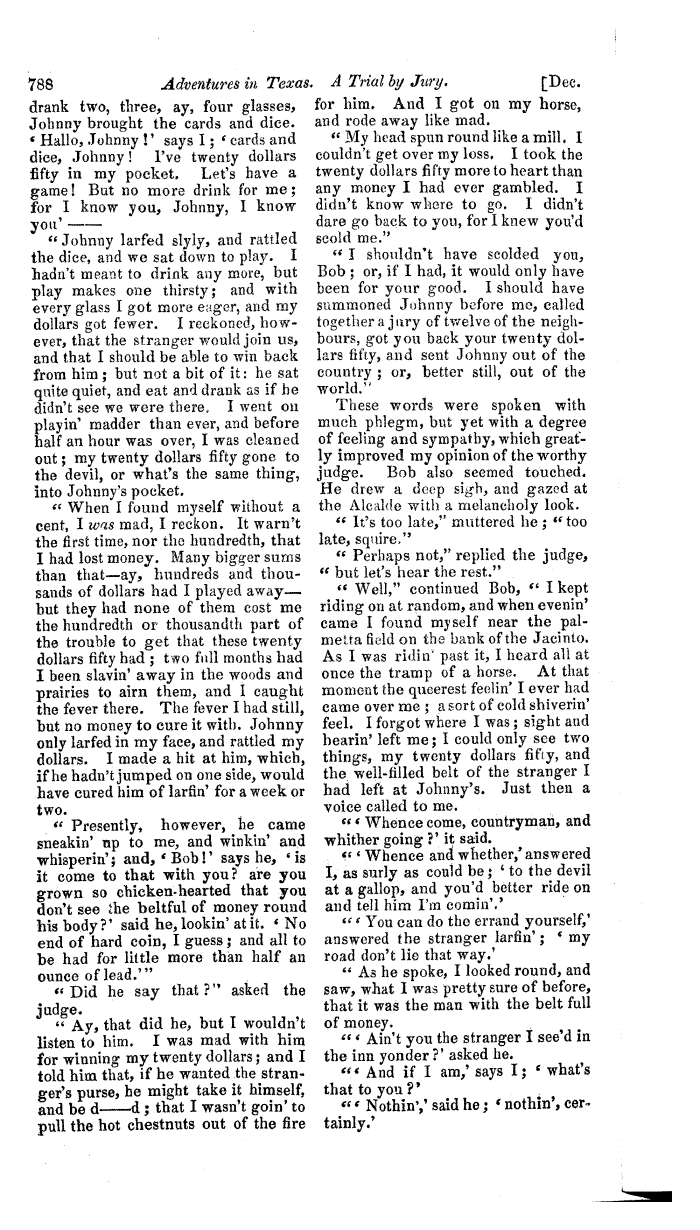 788 Adventures in Texas. A Trial by Jury. [Dec.
drank two, three, ay, four glasses,
Johnny brought the cards and dice.
‘ Hallo, Johnny !’ says I ; ‘ cards and
dice, Johnny ! I’ve twenty dollars
fifty in my pocket. Let’s have a
game! But no more drink for me ;
for I know you, Johnny, I know
you’ ——
“ Johnny larfed slyly, and rattled
the dice, and we sat down to play. I
hadn’t meant to drink any more, but
play makes one thirsty ; and with
every glass I got more eager, and my
dollars got fewer. I reckoned, how-
ever, that the stranger would join us,
and that I should be able to win back
from him ; but not a bit of it : he sat
quite quiet, and eat and drank as if he
didn’t see we were there. I went on
playin’ madder than ever, and before
half an hour was over, I was cleaned
out ; my twenty dollars fifty gone to
the devil, or what’s the same thing,
into Johnny’s pocket.
“ When I found myself without a
cent, I was mad, I reckon. It warn’t
the first time, nor the hundredth, that
I had lost money. Many bigger sums
than that—ay, hundreds and thou-
sands of dollars had I played away—
but they had none of them cost me
the hundredth or thousandth part of
the trouble to get that these twenty
dollars fifty had ; two full months had
I been slavin’ away in the woods and
prairies to airn them, and I caught
the fever there. The fever I had still,
but no money to cure it with. Johnny
only larfed in my face, and rattled my
dollars. I made a hit at him, which,
if he hadn’t jumped on one side, would
have cured him of larfin’ for a week or
two.
“ Presently, however, he came
sneakin’ up to me, and winkin’ and
whisperin’; and, ‘ Bob !’ says he, ‘ is
it come to that with you ? are you
grown so chicken-hearted that you
don’t see the beltful of money round
his body ?’ said he, lookin’ at it. ‘ No
end of hard coin, I guess ; and all to
be had for little more than half an
ounce of lead.’”
“ Did he say that ?” asked the
judge.
“ Ay, that did he, but I wouldn’t
listen to him. I was mad with him
for winning my twenty dollars ; and I
told him that, if he wanted the stran-
ger’s purse, he might take it himself,
and be d——d ; that I wasn’t goin’ to
pull the hot chestnuts out of the fire
for him. And I got on my horse,
and rode away like mad.
“ My head spun round like a mill. I
couldn’t get over my loss. I took the
twenty dollars fifty more to heart than
any money I had ever gambled. I
didn’t know where to go. I didn’t
dare go back to you, for I knew you’d
scold me.”
“ I shouldn’t have scolded you,
Bob ; or, if I had, it would only have
been for your good. I should have
summoned Johnny before me, called
together a jury of twelve of the neigh-
bours, got you back your twenty dol-
lars fifty, and sent Johnny out of the
country ; or, better still, out of the
world.”
These words were spoken with
much phlegm, but yet with a degree
of feeling and sympathy, which great-
ly improved my opinion of the worthy
judge. Bob also seemed touched.
He drew a deep sigh, and gazed at
the Alcalde with a melancholy look.
“ It’s too late,” muttered he ; “ too
late, squire.”
“ Perhaps not,” replied the judge,
“ but let’s hear the rest.”
“ Well,” continued Bob, “ I kept
riding on at random, and when evenin’
came I found myself near the pal-
metta field on the bank of the Jacinto.
As I was ridin’ past it, I heard all at
once the tramp of a horse. At that
moment the queerest feelin’ I ever had
came over me ; a sort of cold shiverin’
feel. I forgot where I was ; sight and
hearin’ left me ; I could only see two
things, my twenty dollars fifty, and
the well-filled belt of the stranger I
had left at Johnny’s. Just then a
voice called to me.
“‘ Whence come, countryman, and
whither going ?’ it said.
“‘ Whence and whether,’ answered
I, as surly as could be ; ‘ to the devil
at a gallop, and you’d better ride on
and tell him I’m comin’.’
“‘ You can do the errand yourself,’
answered the stranger larfin’ ; ‘ my
road don’t lie that way.’
“ As he spoke, I looked round, and
saw, what I was pretty sure of before,
that it was the man with the belt full
of money.
“‘ Ain’t you the stranger I see’d in
the inn yonder ?’ asked he.
“‘ And if I am,’ says I ; ‘ what’s
that to you ?’
“‘ Nothin’,’ said he ; ‘ nothin’, cer-
tainly.’